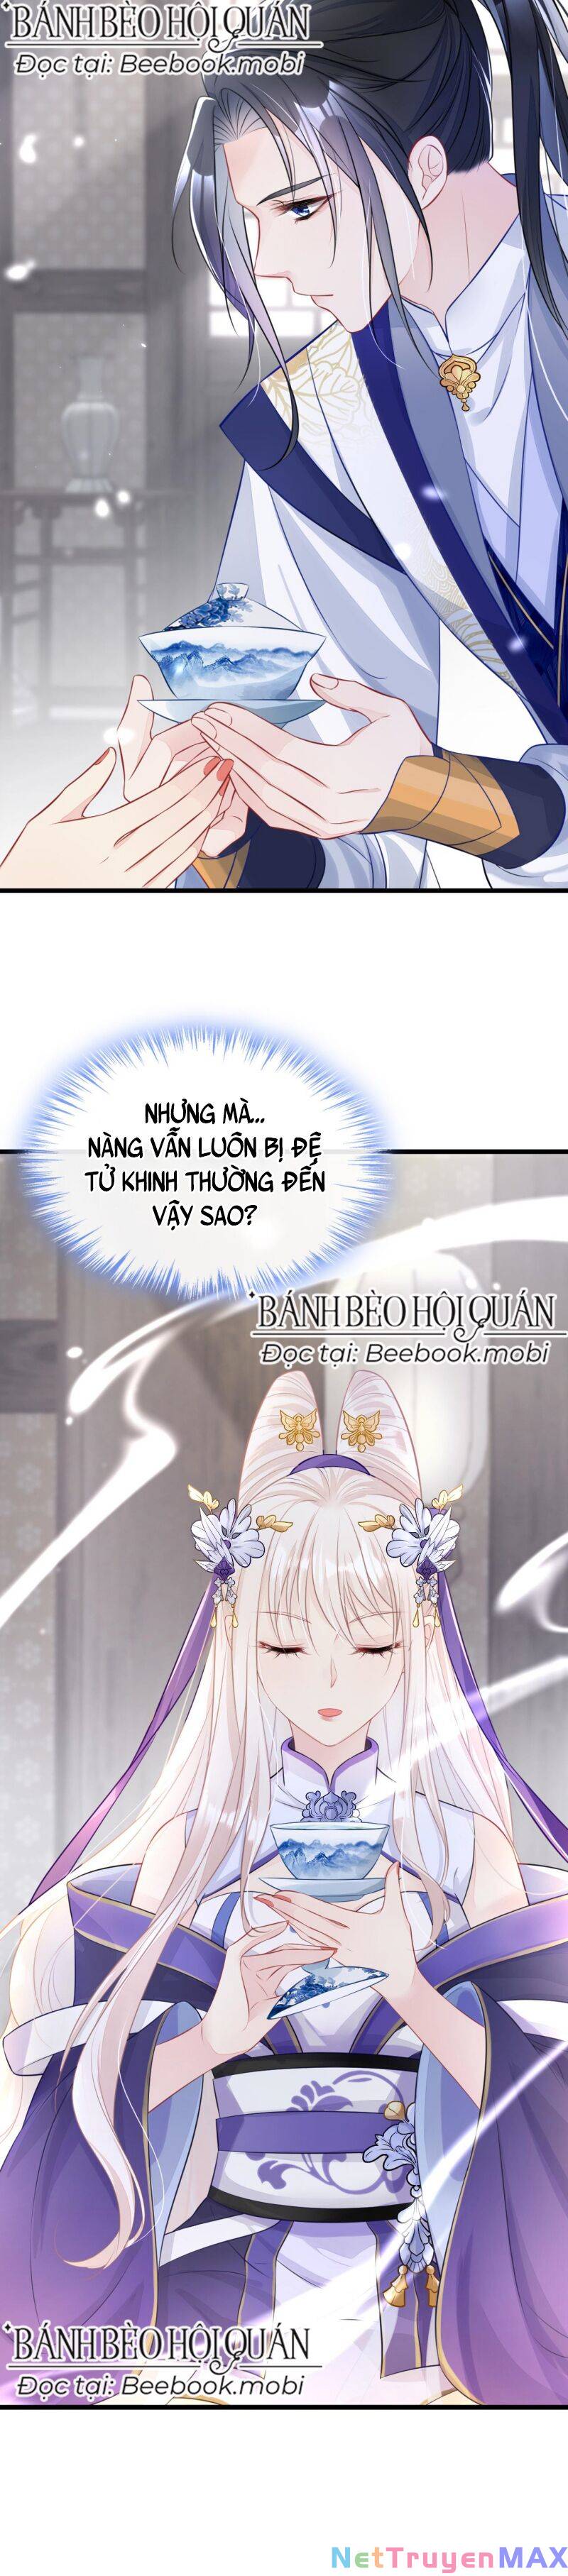 BÁNH BÈO HỘI QUÁN
Đọc tại: Beebook.mobi
NHƯNG MÀ...
NÀNG VẪN LUÔN BỊ ĐỆ
TỬ KHINH THƯỜNG ĐẾN
VẬY SAO?
BÁNH BÈO HỘI QUÁN
Đọc tại: Beebook.mobi
BÁNH BÈO HỘI QUÁN
Đọc tại: Beebook.mobi
NETTRUYENMAX